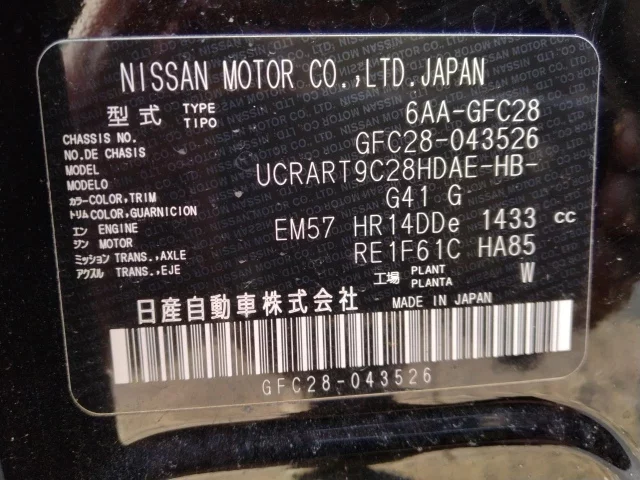 NISSAN MOTOR CO.,LTD.JAPAN
型式 TYPE TIPO 6AA-GFC28
CHASSIS NO. NO.DE CHASIS GFC28-043526
MODEL MODELO UCRART9C28HDAE-HB-
カラー COLOR, TRIM トリム COLOR, GUARNICION G41 G
エン ENGINE ジン MOTOR EM57 HR14DDe 1433 cc
ミッション TRANS., AXLE アクスル TRANS., EJE RE1F61C HA85
工場 PLANT PLANTA W
日産自動車株式会社 MADE IN JAPAN
GFC28-043526